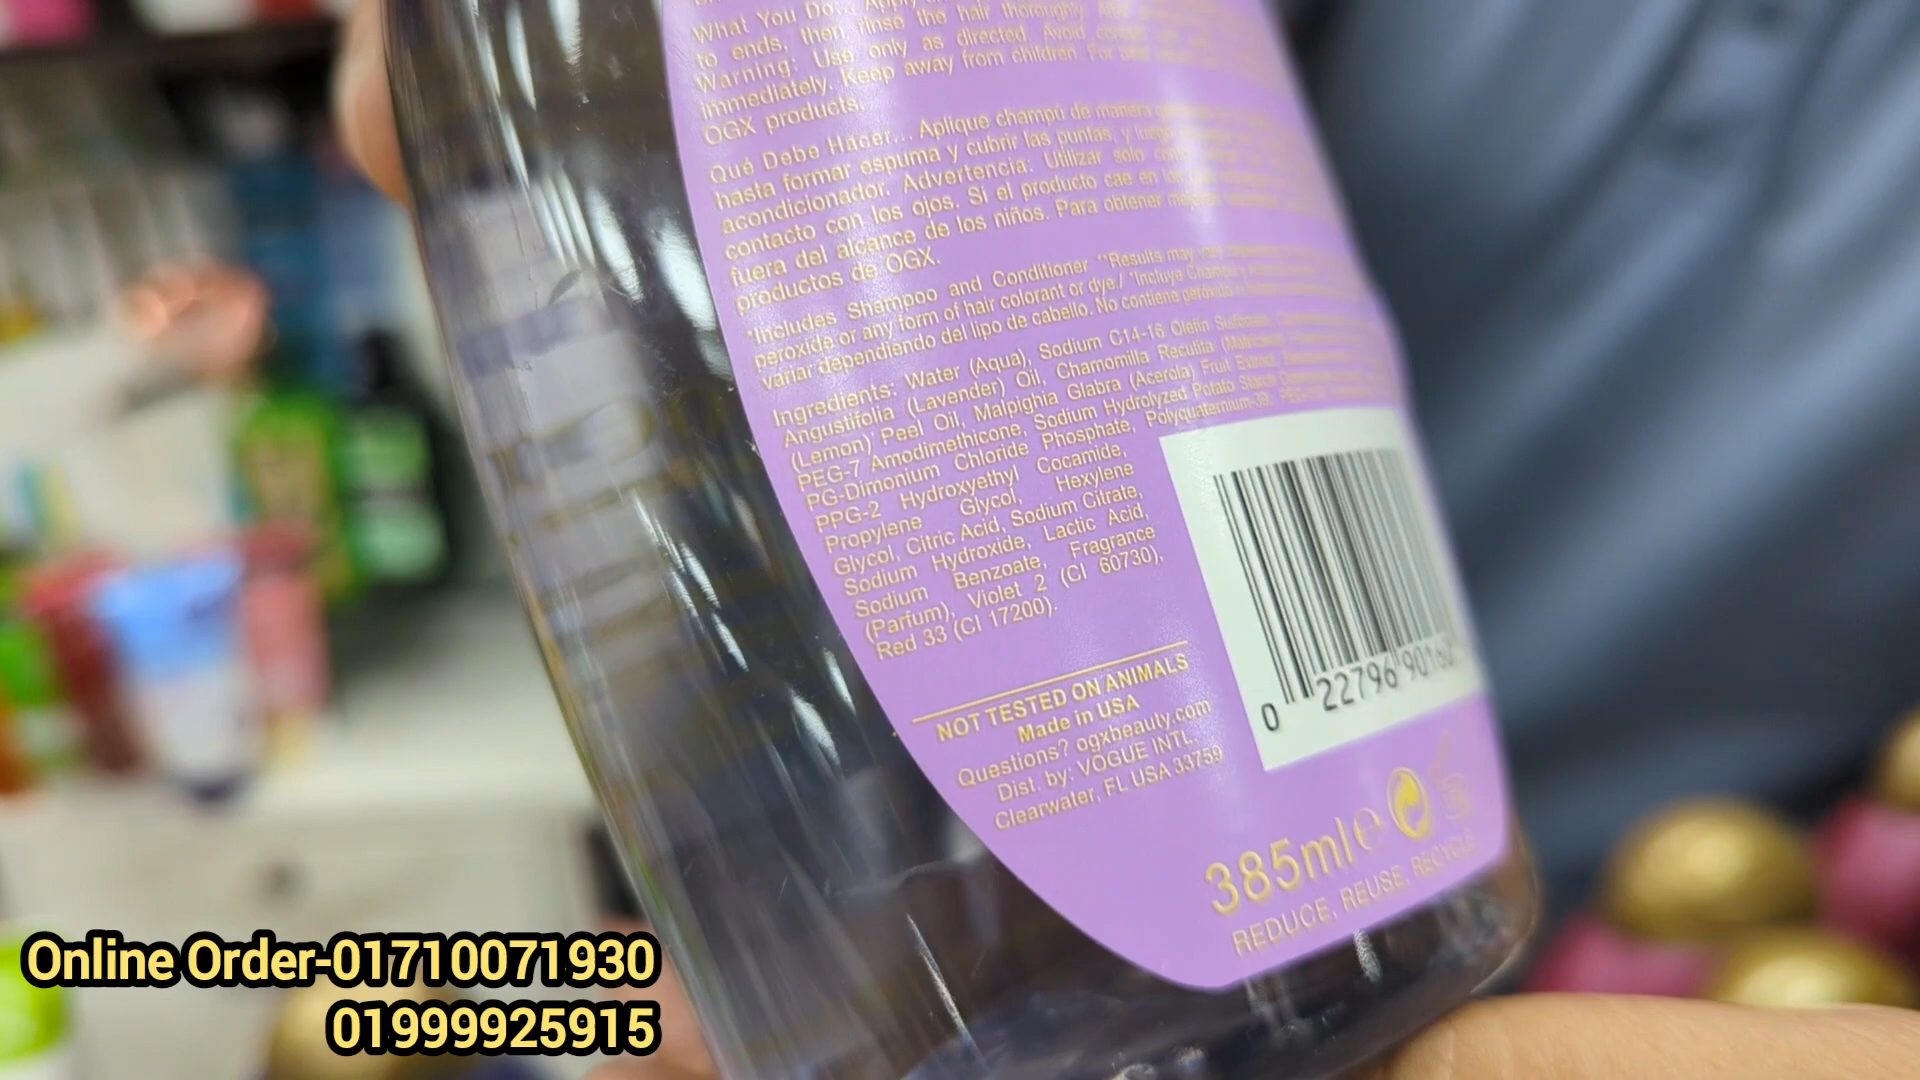 What You Do... Apply
to ends, then rinse the hair thoroughly.
Warning: Use only as directed. Avoid
immediately. Keep away from children. For
OGX products.
Qué Debe Hacer... Aplique champú de manera
hasta formar espuma y cubrir las puntas, y luego
acondicionador. Advertencia: Utilizar solo
contacto con los ojos. Si el producto cae en los
fuera del alcance de los niños. Para obtener mejores
productos de OGX.
*Includes Shampoo and Conditioner **Results may vary
peroxide or any form of hair colorant or dye./ *Incluye Champú y
variar dependiendo del tipo de cabello. No contiene peróxido
Ingredients: Water (Aqua), Sodium C14-16 Olefin Sulfonate,
Angustifolia (Lavender) Oil, Chamomilla Recutita (Matricaria)
(Lemon) Peel Oil, Malpighia Glabra (Acerola) Fruit Extract,
PEG-7 Amodimethicone, Sodium Hydrolyzed Potato Starch
PG-Dimonium Chloride Phosphate, Polyquaternium-39,
PPG-2 Hydroxyethyl Cocamide,
Propylene Glycol, Hexylene
Glycol, Citric Acid, Sodium Citrate,
Sodium Hydroxide, Lactic Acid,
Sodium Benzoate, Fragrance
(Parfum), Violet 2 (CI 60730),
Red 33 (CI 17200).
NOT TESTED ON ANIMALS
Made in USA
Questions? ogxbeauty.com
Dist. by: VOGUE INTL.
Clearwater, FL USA 33759
0 22796 90160
385ml e
REDUCE, REUSE, RECYCLE
Online Order-01710071930
01999925915